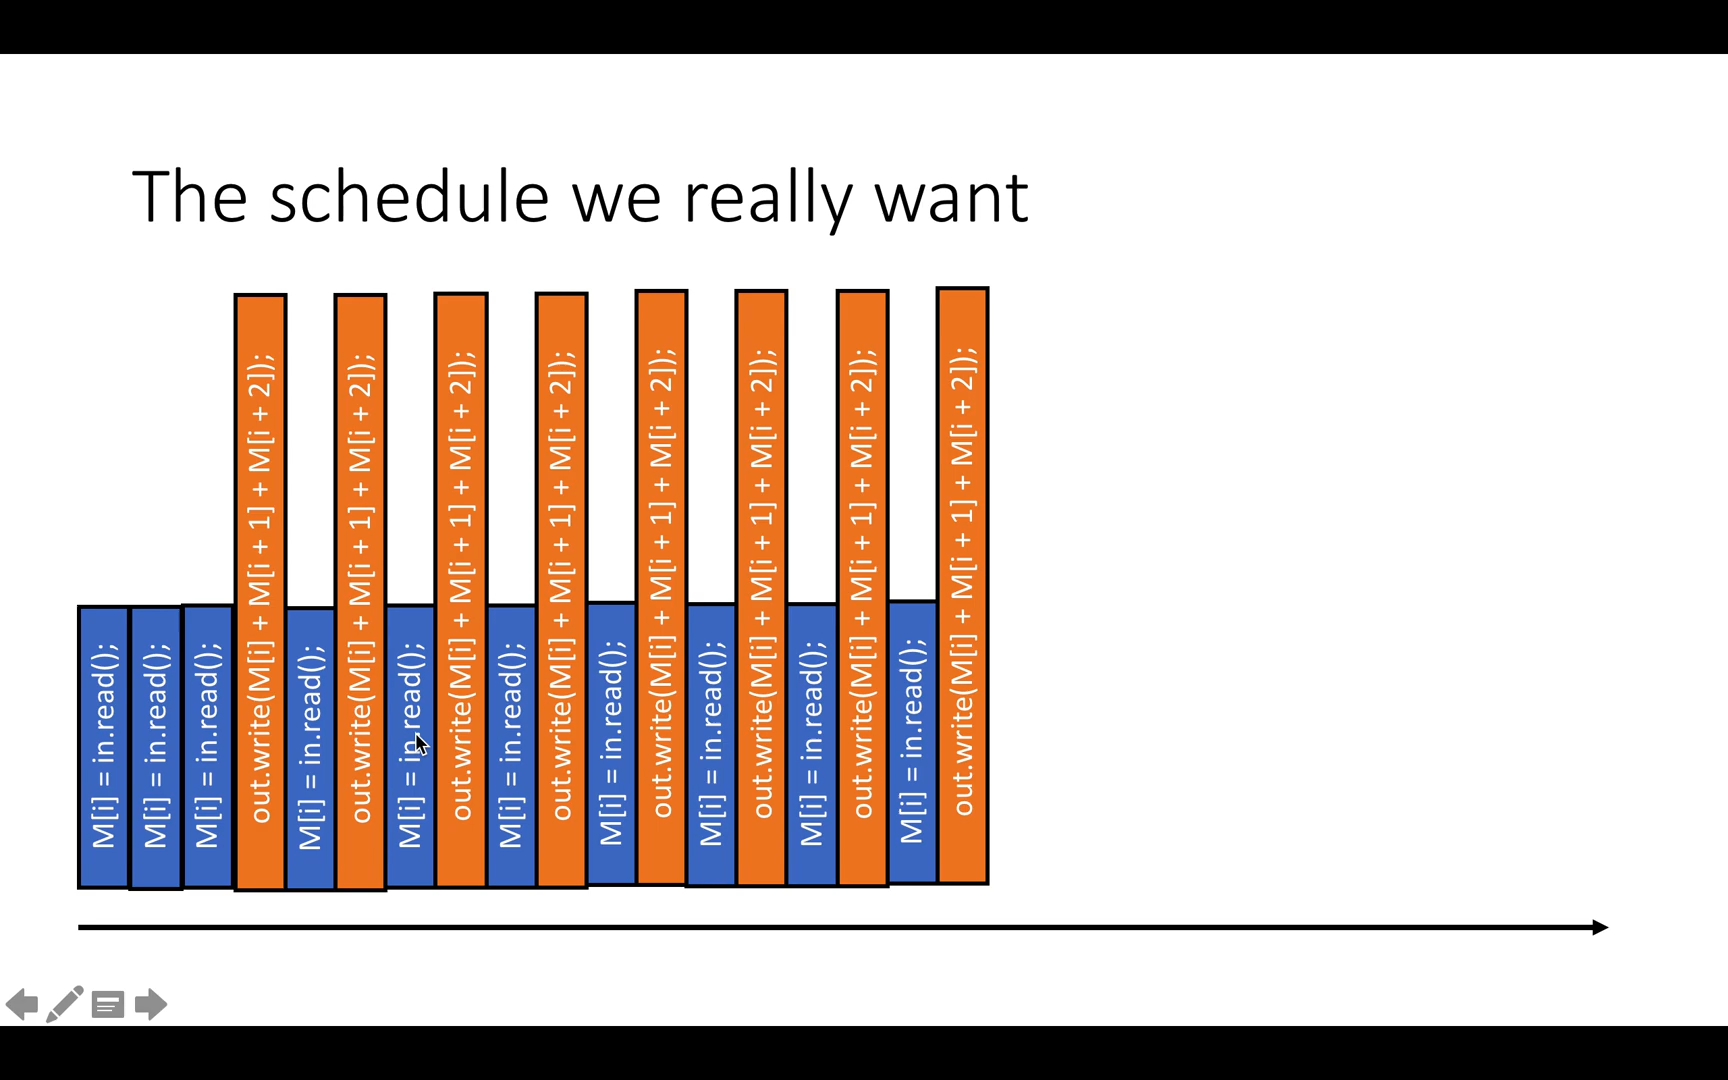 The schedule we really want
M[i] = in.read();
M[i] = in.read();
M[i] = in.read();
out.write(M[i] + M[i + 1] + M[i + 2]);
M[i] = in.read();
out.write(M[i] + M[i + 1] + M[i + 2]);
M[i] = in.read();
out.write(M[i] + M[i + 1] + M[i + 2]);
M[i] = in.read();
out.write(M[i] + M[i + 1] + M[i + 2]);
M[i] = in.read();
out.write(M[i] + M[i + 1] + M[i + 2]);
M[i] = in.read();
out.write(M[i] + M[i + 1] + M[i + 2]);
M[i] = in.read();
out.write(M[i] + M[i + 1] + M[i + 2]);
M[i] = in.read();
out.write(M[i] + M[i + 1] + M[i + 2]);